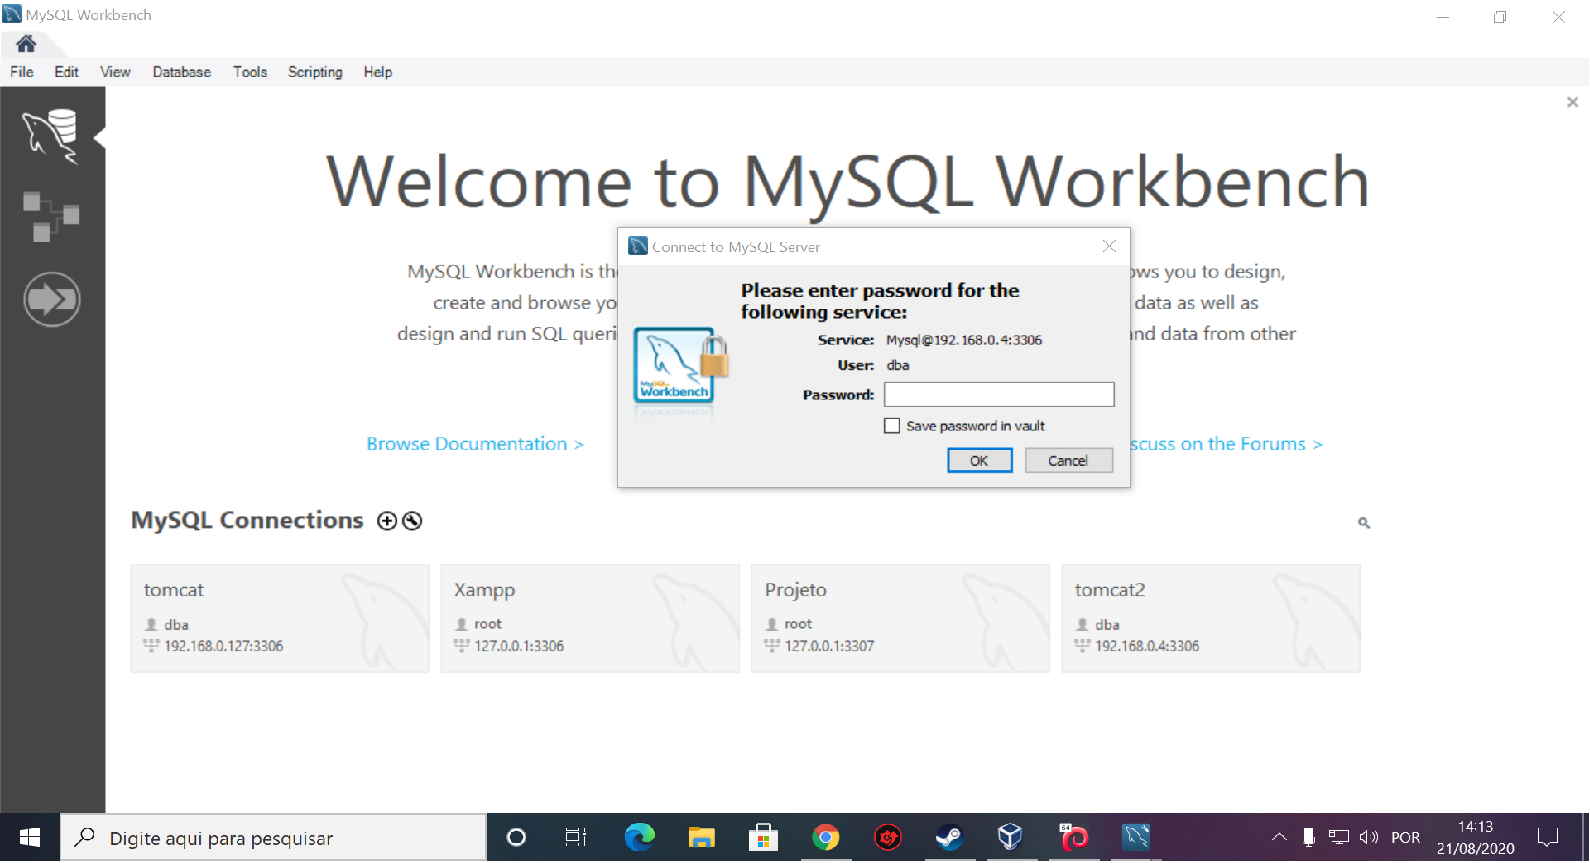 MySQL Workbench
File Edit View Database Tools Scripting Help
Welcome to MySQL Workbench
MySQL Workbench is th
ows you to design,
create and browse yo
data as well as
design and run SQL queri
nd data from other
Browse Documentation >
scuss on the Forums >
Connect to MySQL Server
Please enter password for the
following service:
Service: Mysql@192.168.0.4:3306
User: dba
Password:
Save password in vault
OK Cancel
MySQL Workbench
MySQL Connections
tomcat
dba
192.168.0.127:3306
Xampp
root
127.0.0.1:3306
Projeto
root
127.0.0.1:3307
tomcat2
dba
192.168.0.4:3306
Digite aqui para pesquisar
64
POR
14:13
21/08/2020